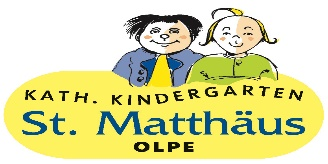 KATH. KINDERGARTEN
St. Matthäus
OLPE